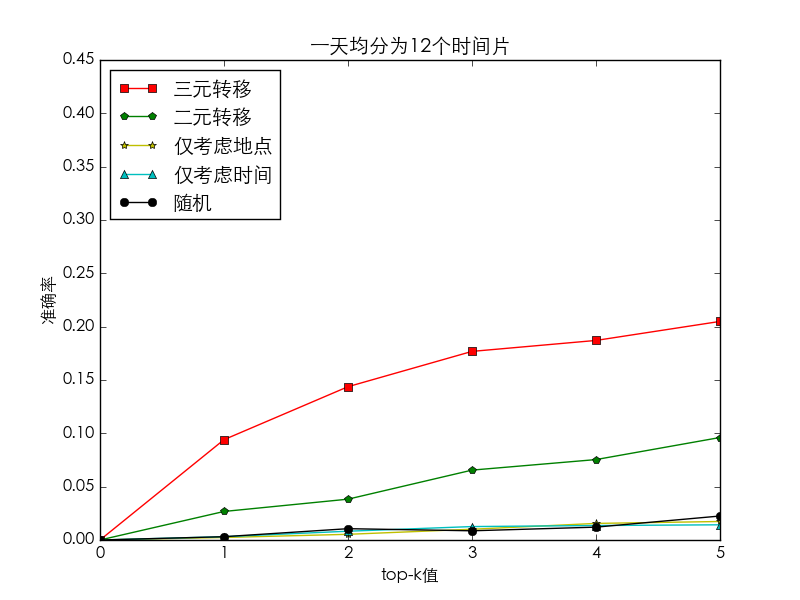 一天均分为12个时间片
0.45
0.40
0.35
0.30
0.25
0.20
0.15
0.10
0.05
0.00
准确率
三元转移
二元转移
仅考虑地点
仅考虑时间
随机
0 1 2 3 4 5
top-k值